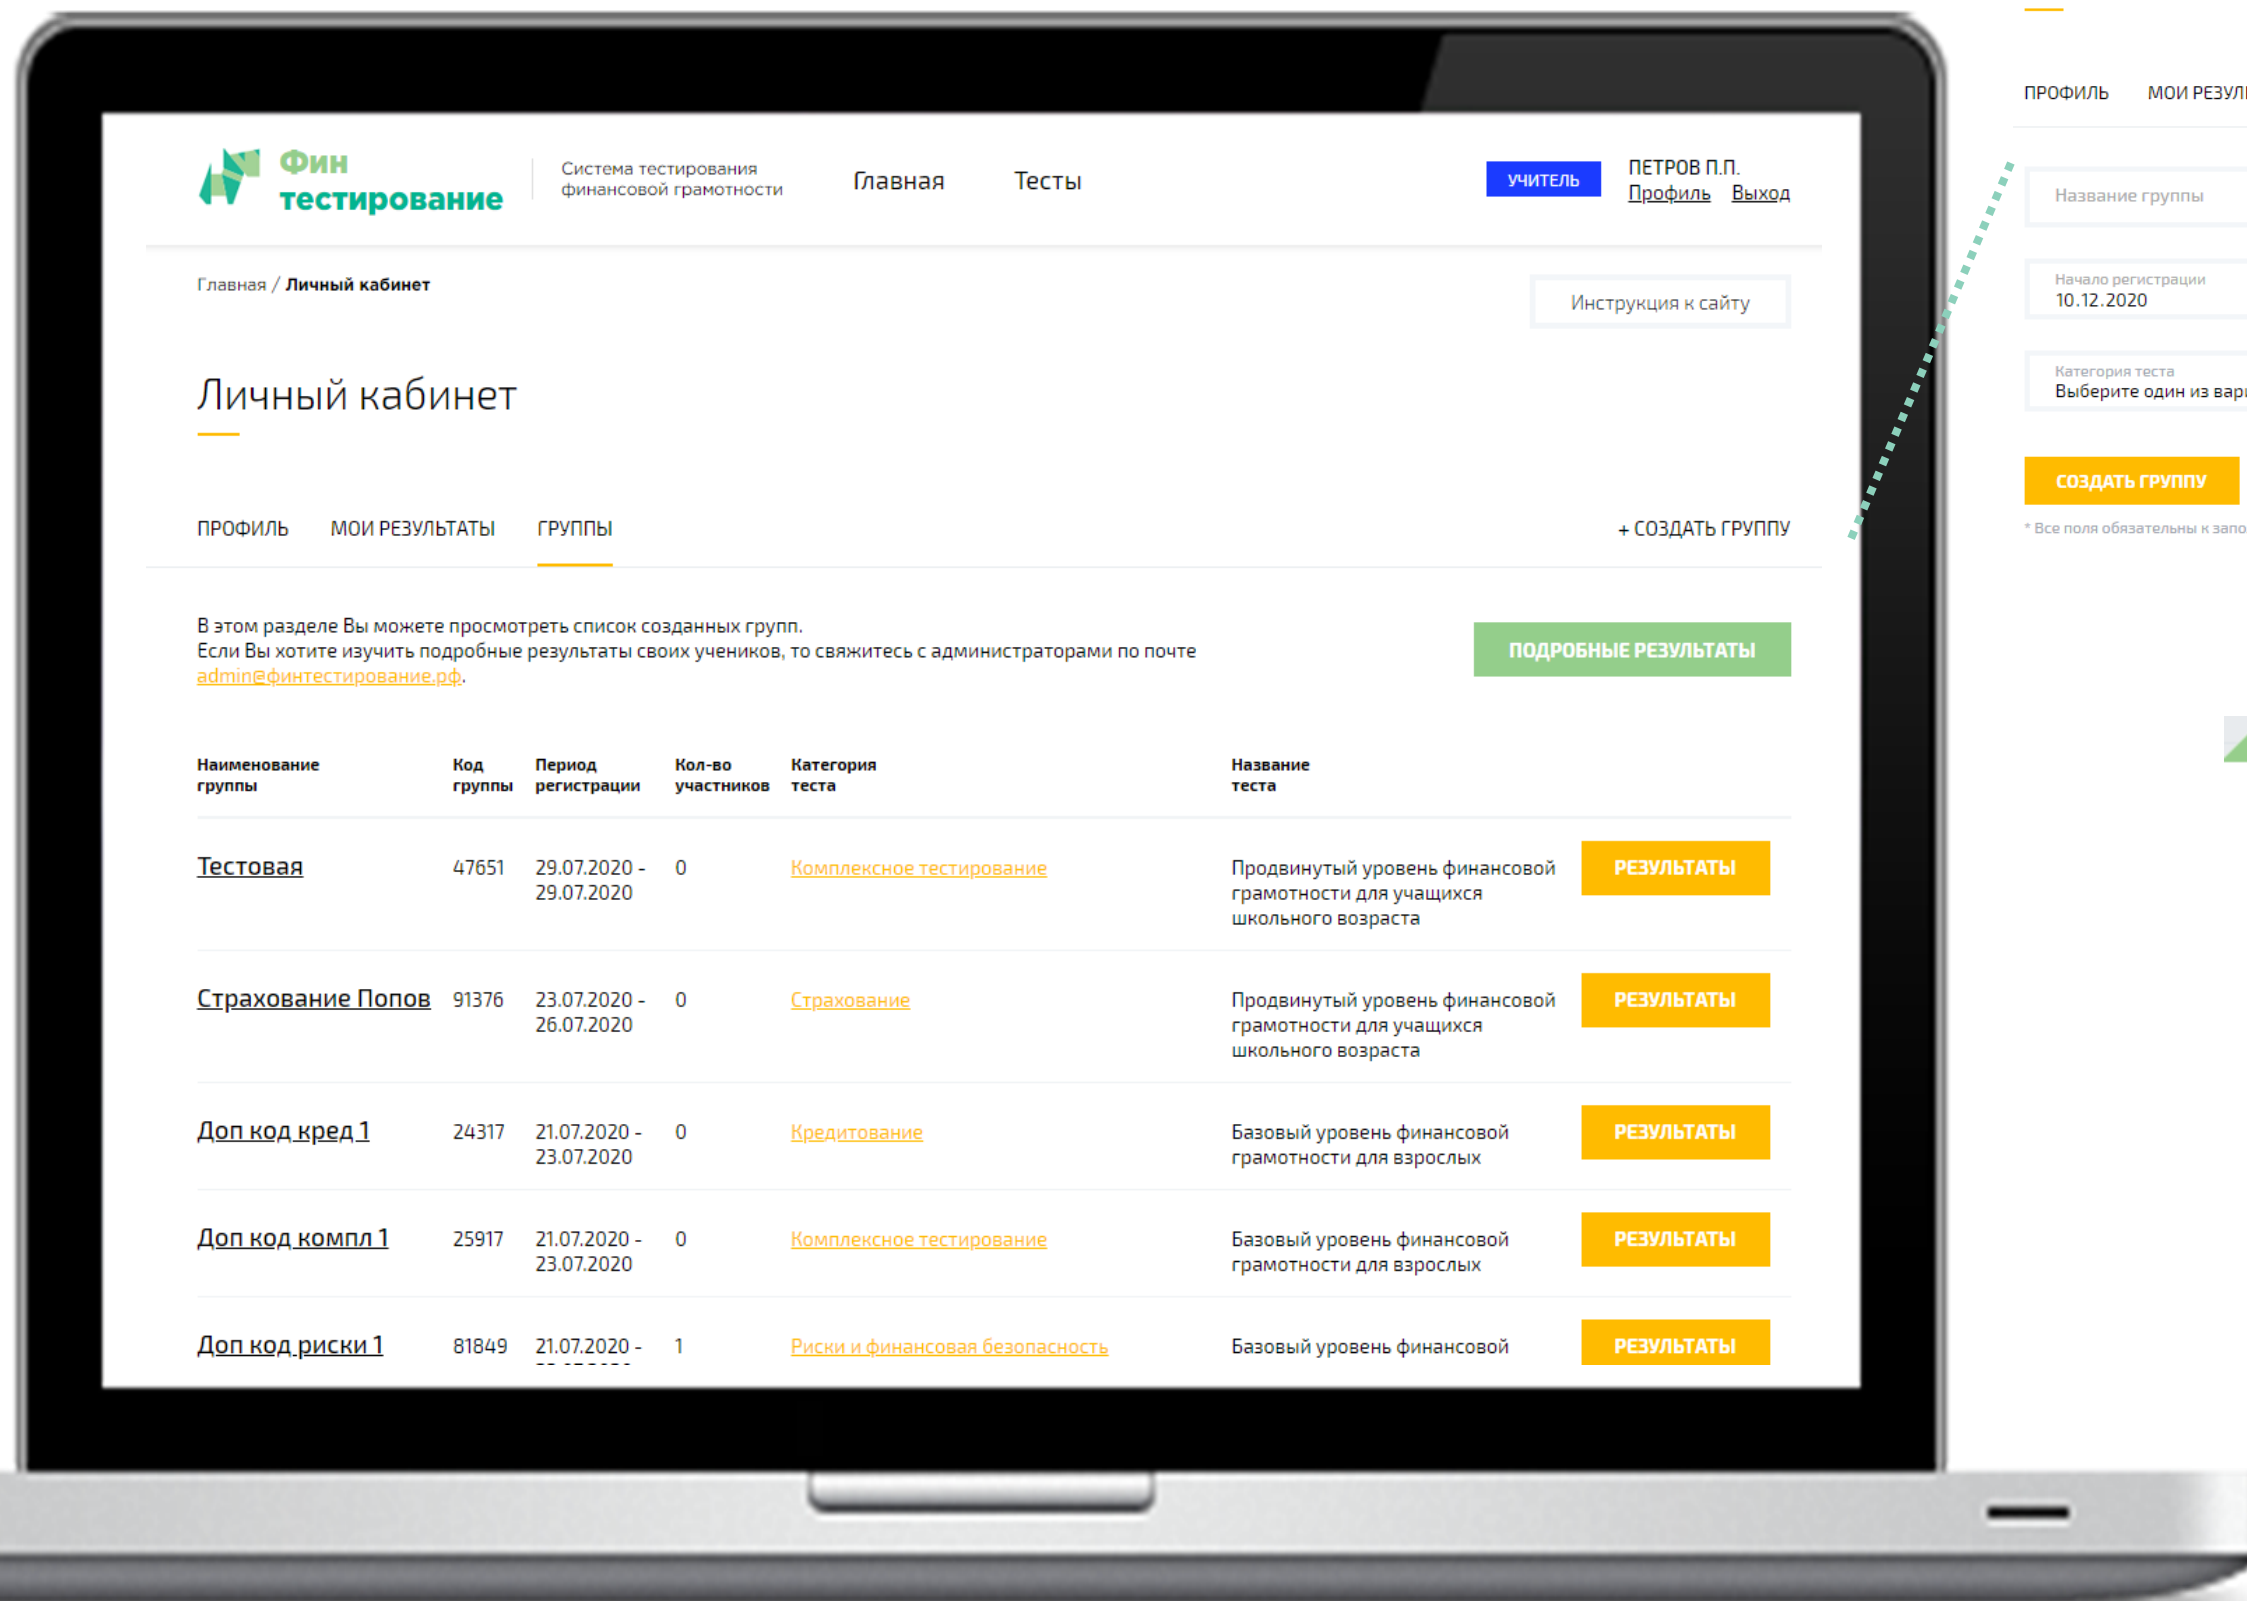 Фин
тестирование
Система тестирования
финансовой грамотности
Главная
Тесты
УЧИТЕЛЬ
ПЕТРОВ П.П.
Профиль Выход
Главная / Личный кабинет
Инструкция к сайту
Личный кабинет
ПРОФИЛЬ МОИ РЕЗУЛЬТАТЫ ГРУППЫ
+ СОЗДАТЬ ГРУППУ
В этом разделе Вы можете просмотреть список созданных групп.
Если Вы хотите изучить подробные результаты своих учеников, то свяжитесь с администраторами по почте
admin@финтестирование.рф.
ПОДРОБНЫЕ РЕЗУЛЬТАТЫ
Наименование Код Период Кол-во Категория Название
группы группы регистрации участников теста теста
Тестовая 47651 29.07.2020 - 0 Комплексное тестирование Продвинутый уровень финансовой РЕЗУЛЬТАТЫ
29.07.2020 грамотности для учащихся
школьного возраста
Страхование Попов 91376 23.07.2020 - 0 Страхование Продвинутый уровень финансовой РЕЗУЛЬТАТЫ
26.07.2020 грамотности для учащихся
школьного возраста
Доп код кред 1 24317 21.07.2020 - 0 Кредитование Базовый уровень финансовой РЕЗУЛЬТАТЫ
23.07.2020 грамотности для взрослых
Доп код компл 1 25917 21.07.2020 - 0 Комплексное тестирование Базовый уровень финансовой РЕЗУЛЬТАТЫ
23.07.2020 грамотности для взрослых
Доп код риски 1 81849 21.07.2020 - 1 Риски и финансовая безопасность Базовый уровень финансовой РЕЗУЛЬТАТЫ
ПРОФИЛЬ МОИ
Название группы
Начало регистрации
10.12.2020
Категория теста
Выберите один из
СОЗДАТЬ ГРУППУ
* Все поля обязательны к